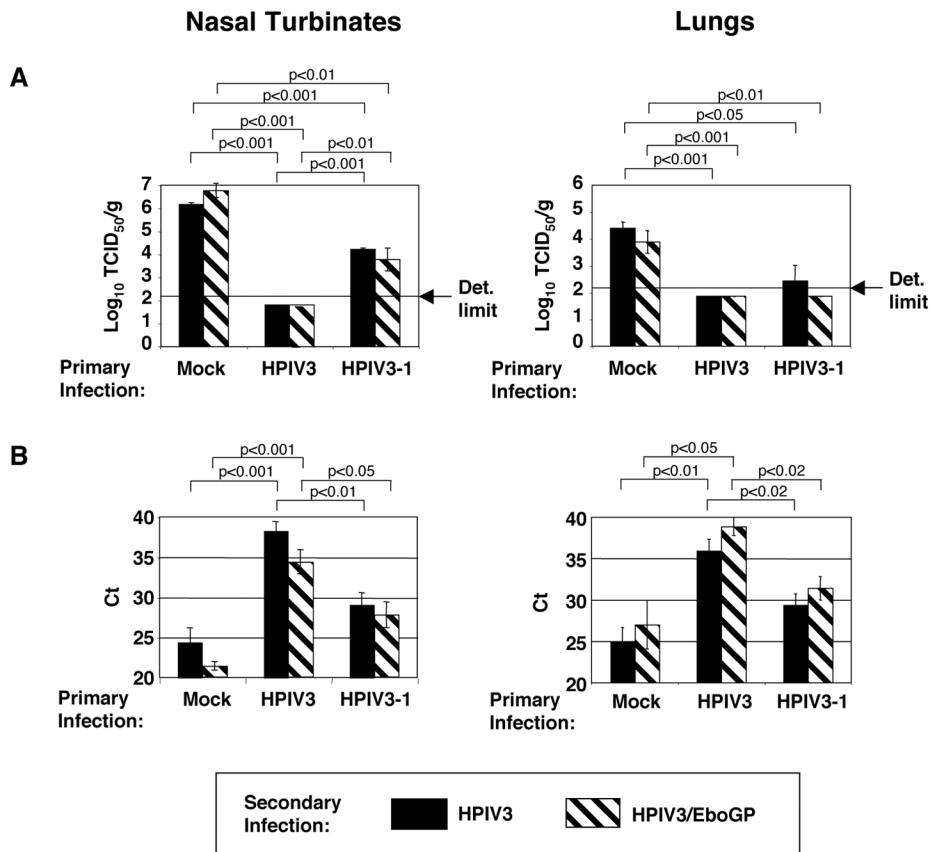 Nasal Turbinates
Lungs
A
p<0.01
p<0.001
p<0.001
p<0.01
p<0.001
p<0.001
Log10 TCID50/g
7
6
5
4
3
2
1
0
Det. limit
Primary Infection:
Mock
HPIV3
HPIV3-1
p<0.01
p<0.05
p<0.001
p<0.001
Log10 TCID50/g
6
5
4
3
2
1
0
Det. limit
Primary Infection:
Mock
HPIV3
HPIV3-1
B
p<0.001
p<0.001
p<0.05
p<0.01
Ct
40
35
30
25
20
Primary Infection:
Mock
HPIV3
HPIV3-1
p<0.05
p<0.01
p<0.02
p<0.02
Ct
40
35
30
25
20
Primary Infection:
Mock
HPIV3
HPIV3-1
Secondary Infection:
HPIV3
HPIV3/EboGP